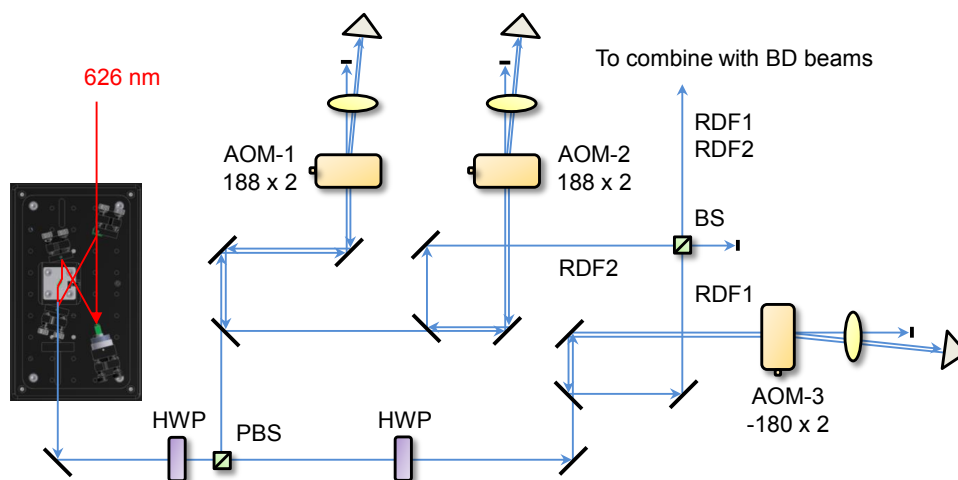 626 nm
To combine with BD beams
RDF1
RDF2
AOM-1
188 x 2
AOM-2
188 x 2
BS
RDF2
RDF1
AOM-3
-180 x 2
HWP
PBS
HWP